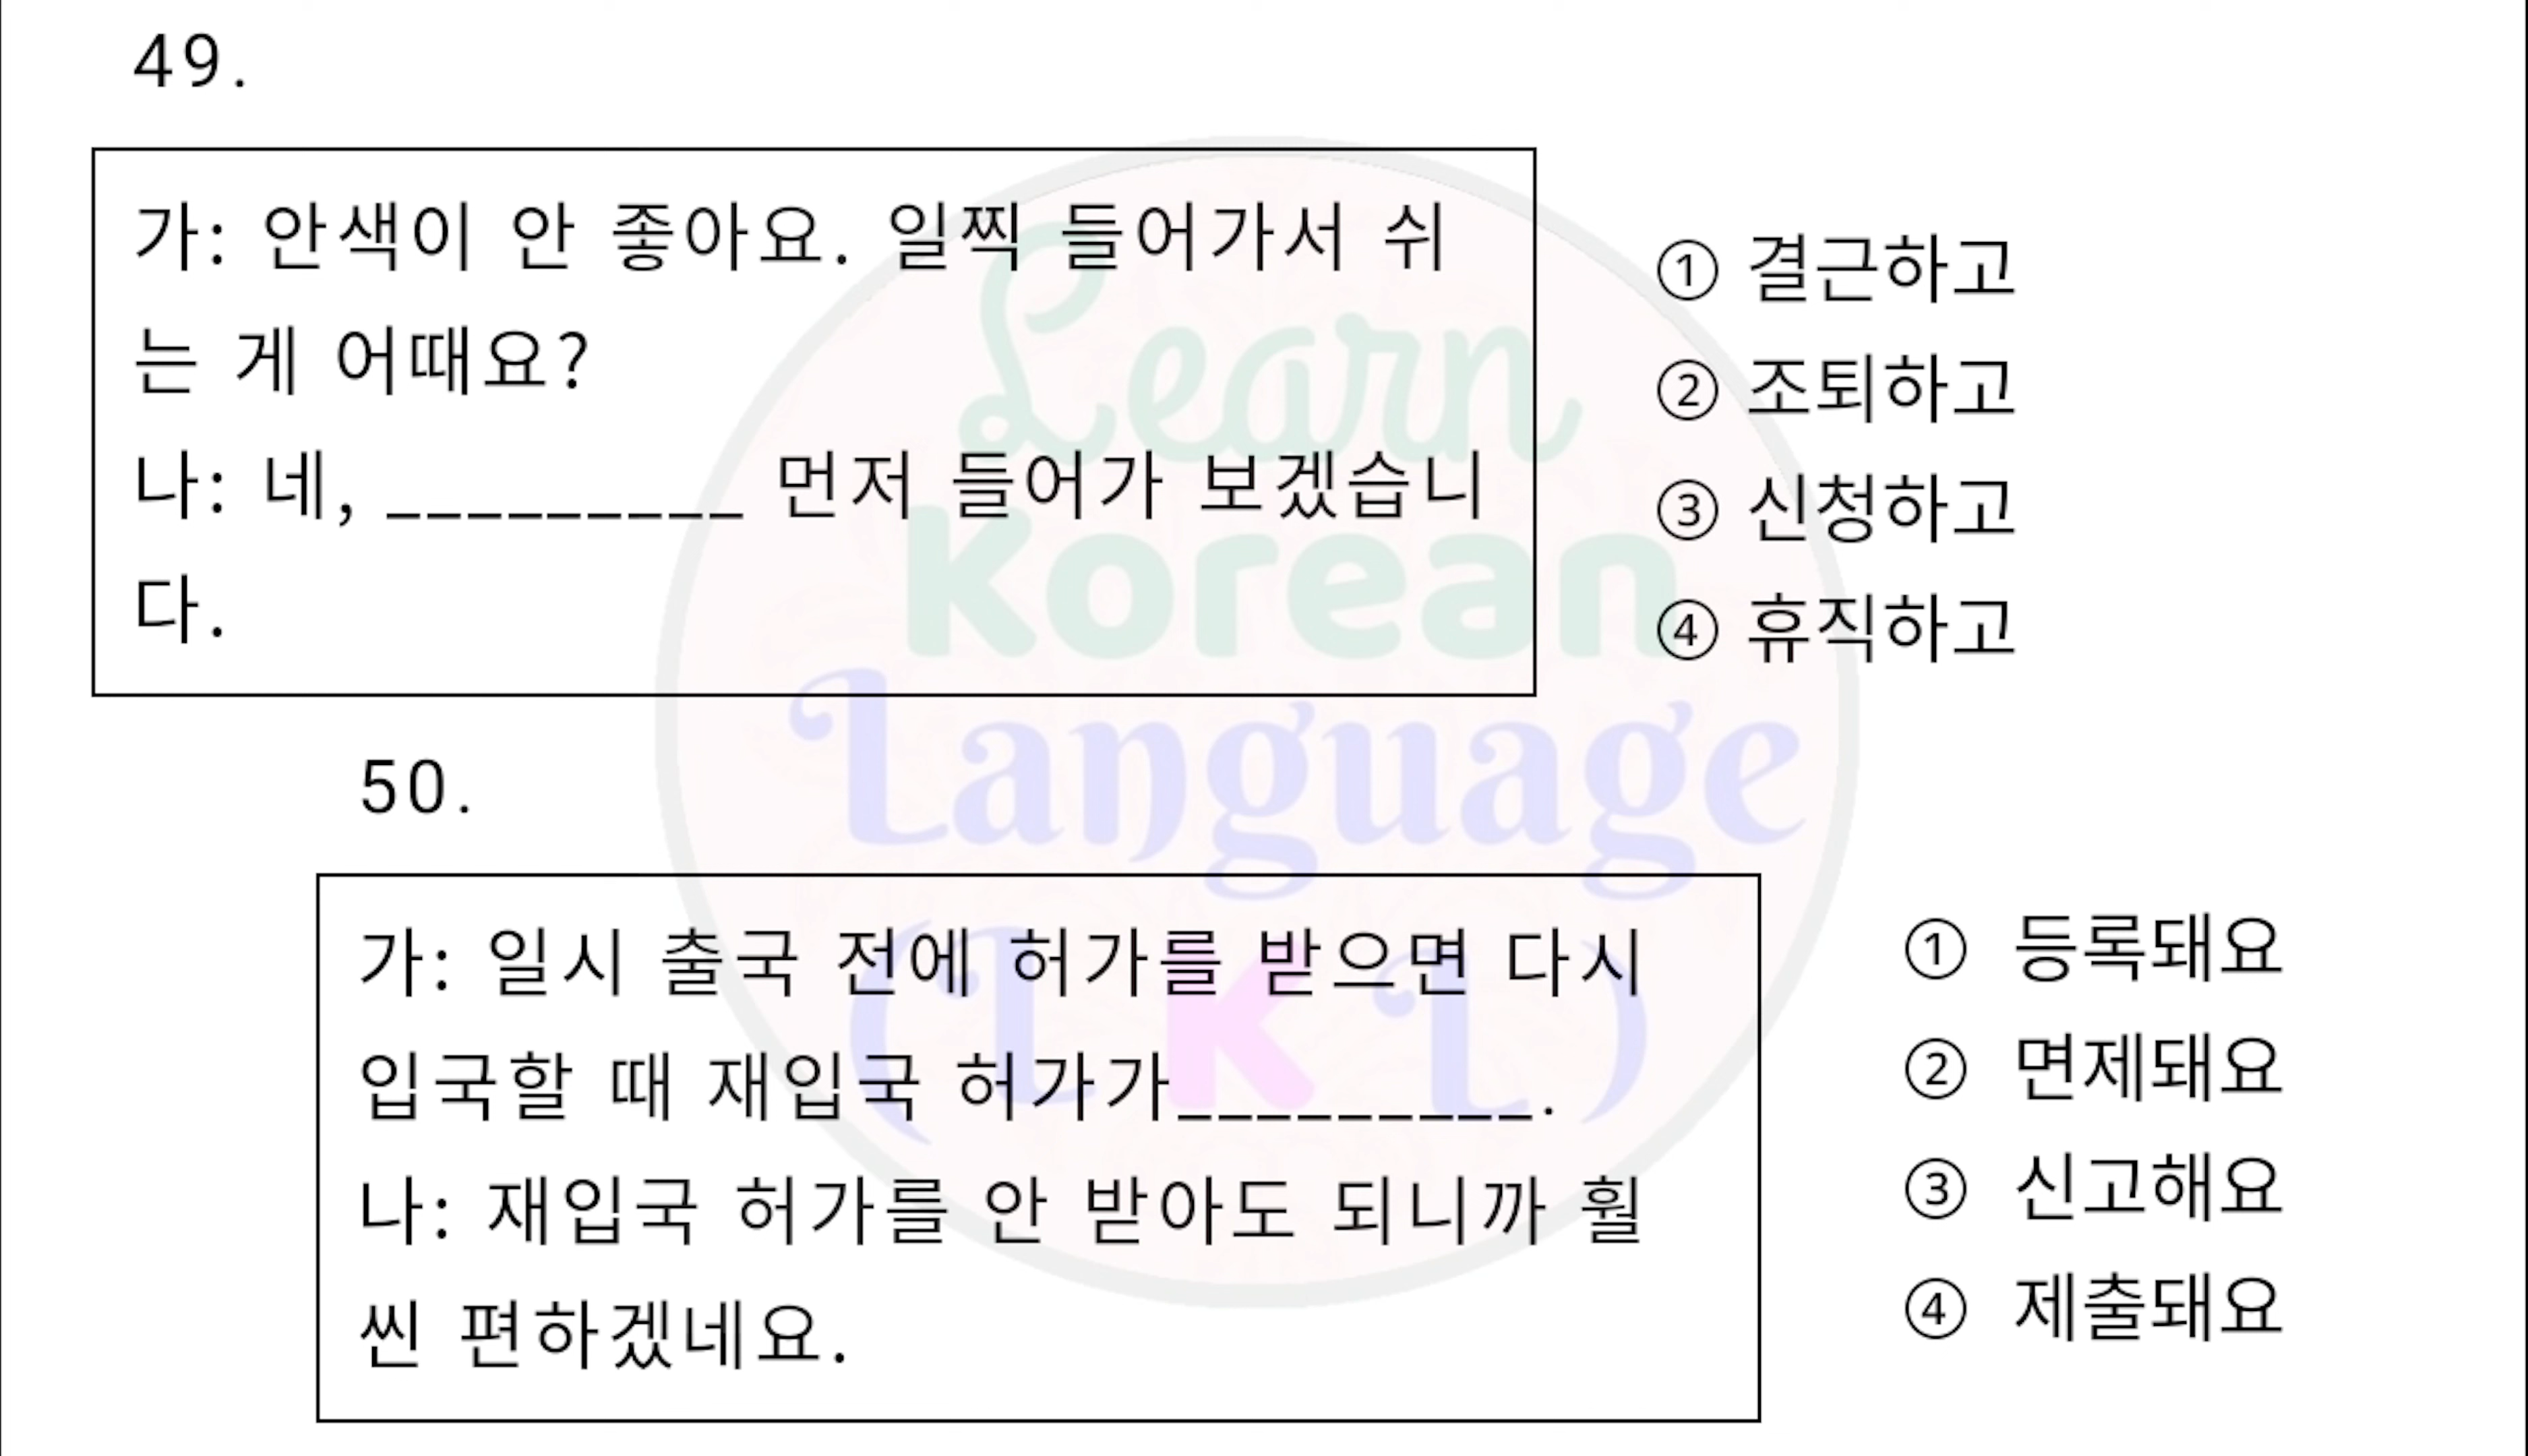 49.
가: 안색이 안 좋아요. 일찍 들어가서 쉬
는 게 어때요?
나: 네, _________ 먼저 들어가 보겠습니
다.
① 결근하고
② 조퇴하고
③ 신청하고
④ 휴직하고
50.
가: 일시 출국 전에 허가를 받으면 다시
입국할 때 재입국 허가가_________.
나: 재입국 허가를 안 받아도 되니까 훨
씬 편하겠네요.
① 등록돼요
② 면제돼요
③ 신고해요
④ 제출돼요
Learn
Korean
Language
(LKL)